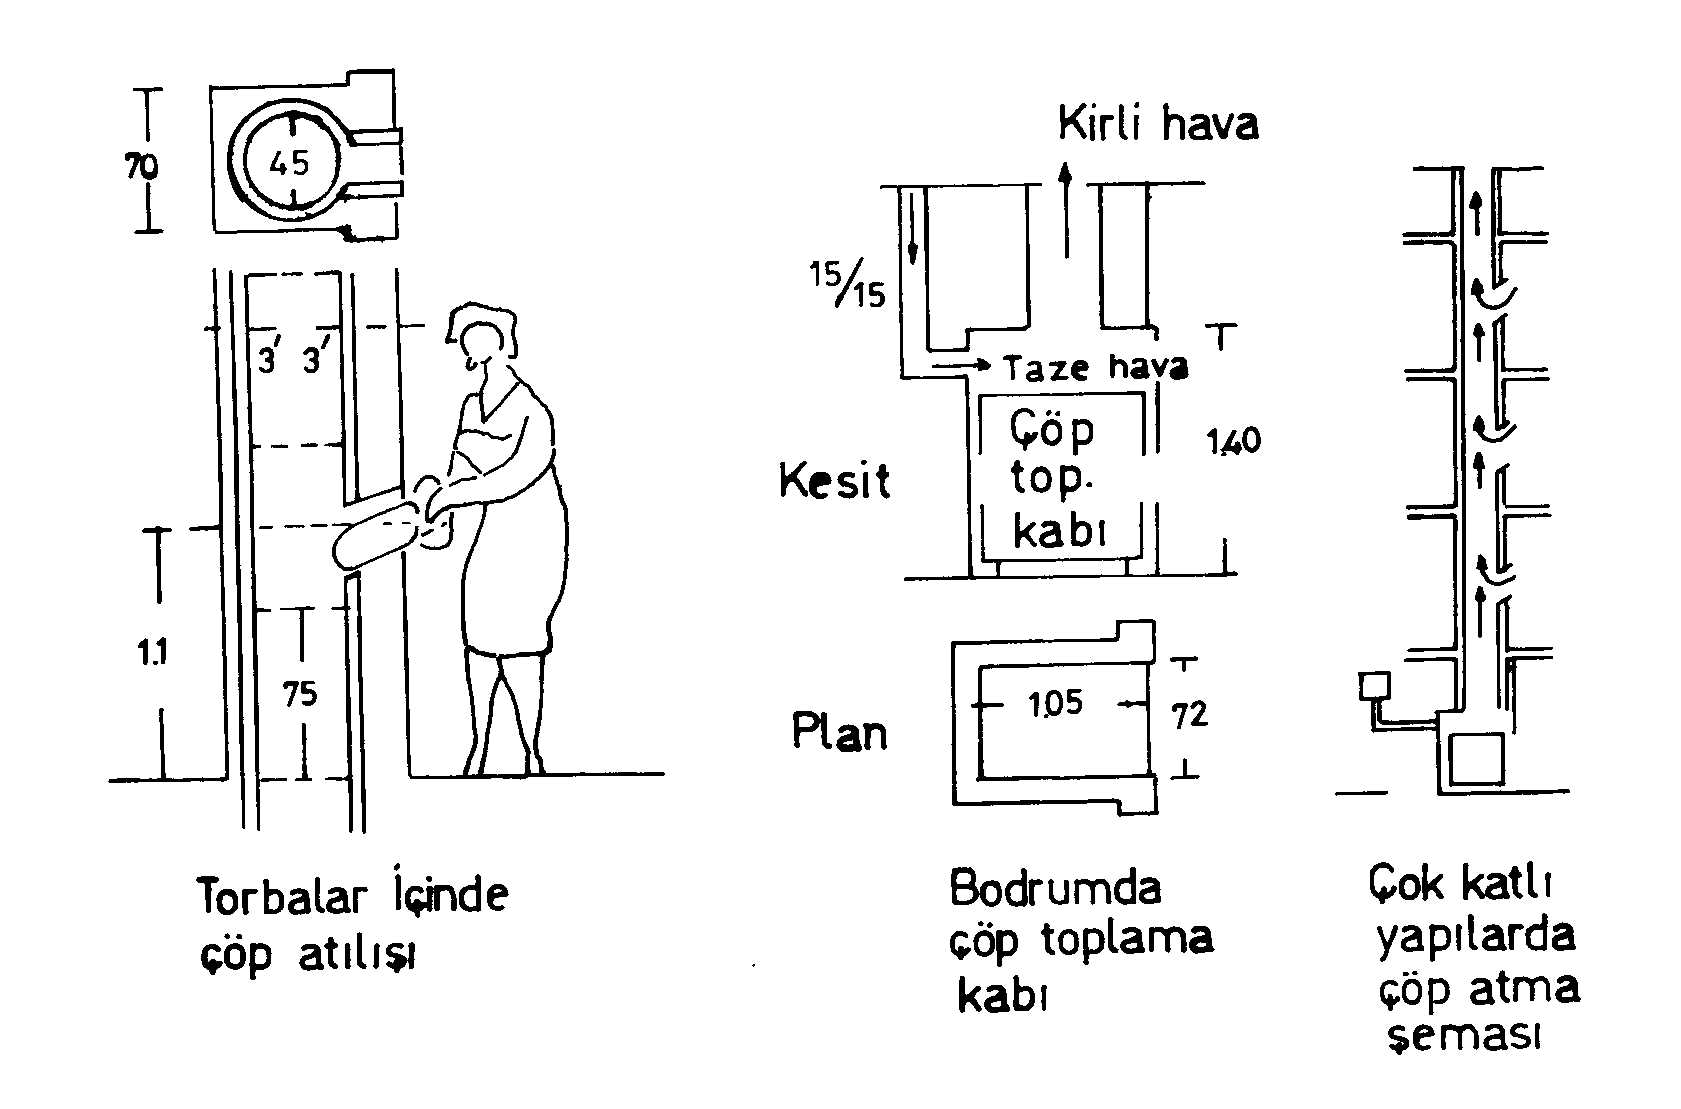 70
45
3' 3'
1.1
75
Torbalar İçinde
çöp atılışı
Kirli hava
15/15
Taze hava
Çöp
top.
kabı
1.40
Kesit
1.05
72
Plan
Bodrumda
çöp toplama
kabı
Çok katlı
yapılarda
çöp atma
şeması